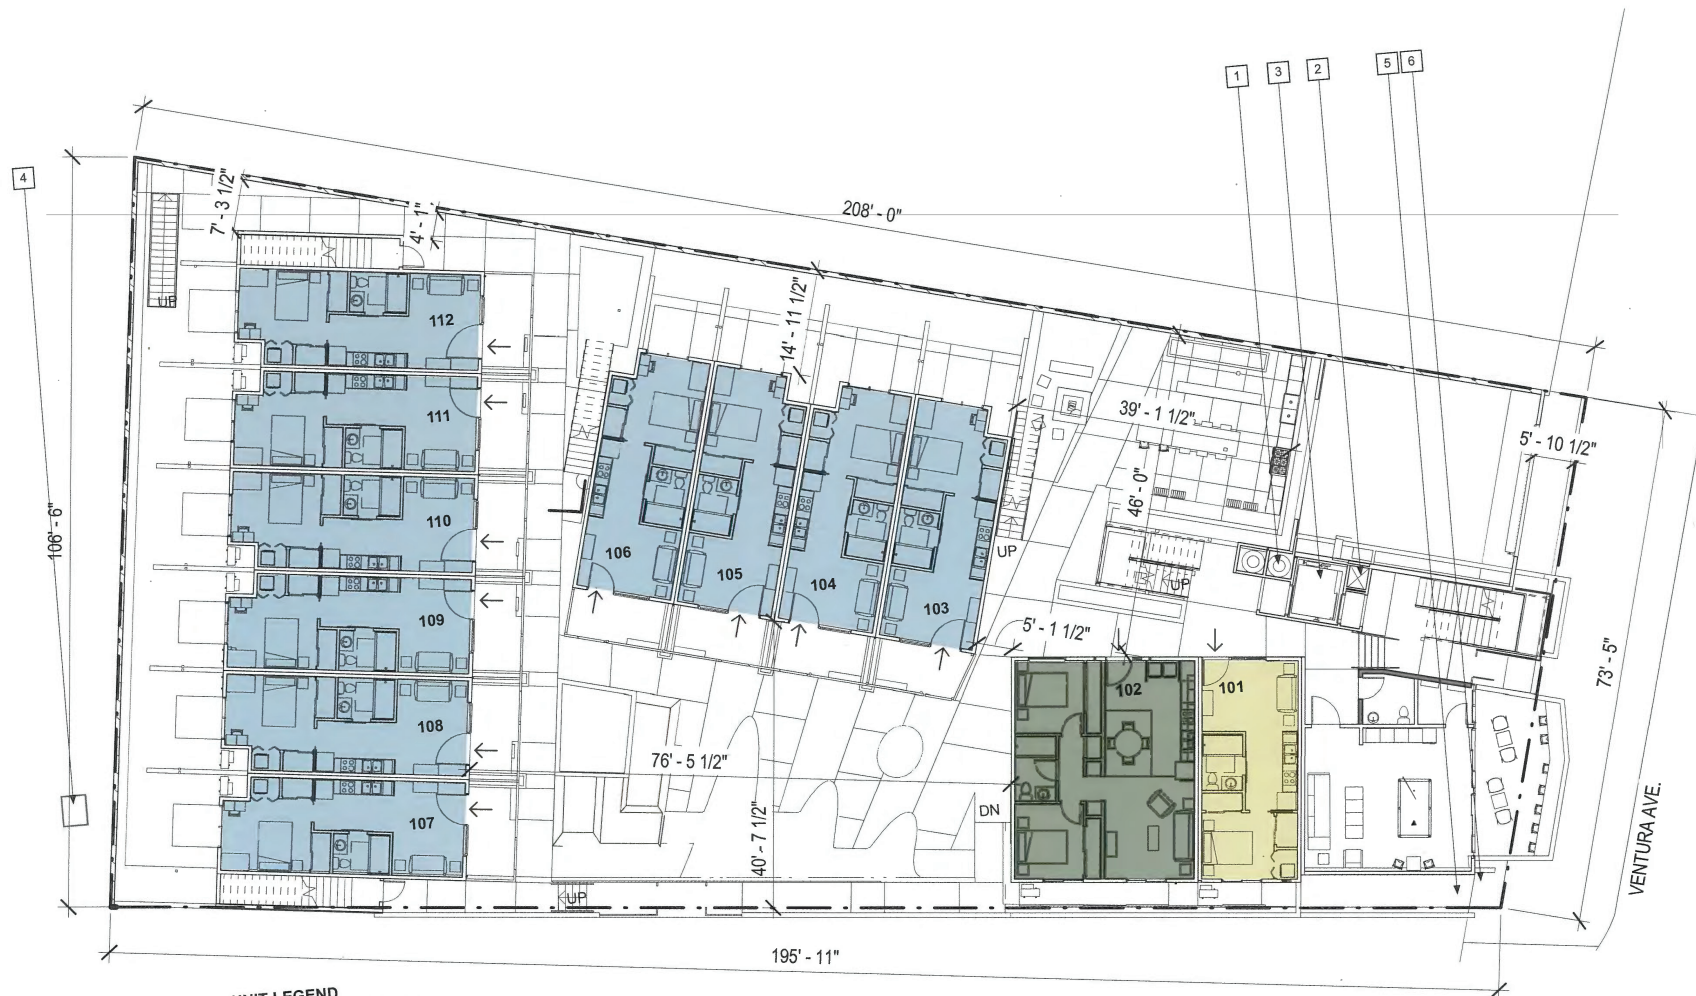 1
3
2
5
6
4
208' - 0"
7' - 3 1/2"
4' - 1"
14' - 11 1/2"
39' - 1 1/2"
5' - 10 1/2"
46' - 0"
106' - 6"
73' - 5"
UP
112
111
110
109
108
107
106
105
104
103
UP
UP
5' - 1 1/2"
102
101
76' - 5 1/2"
DN
40' - 7 1/2"
UP
VENTURA AVE.
195' - 11"
UNIT LEGEND